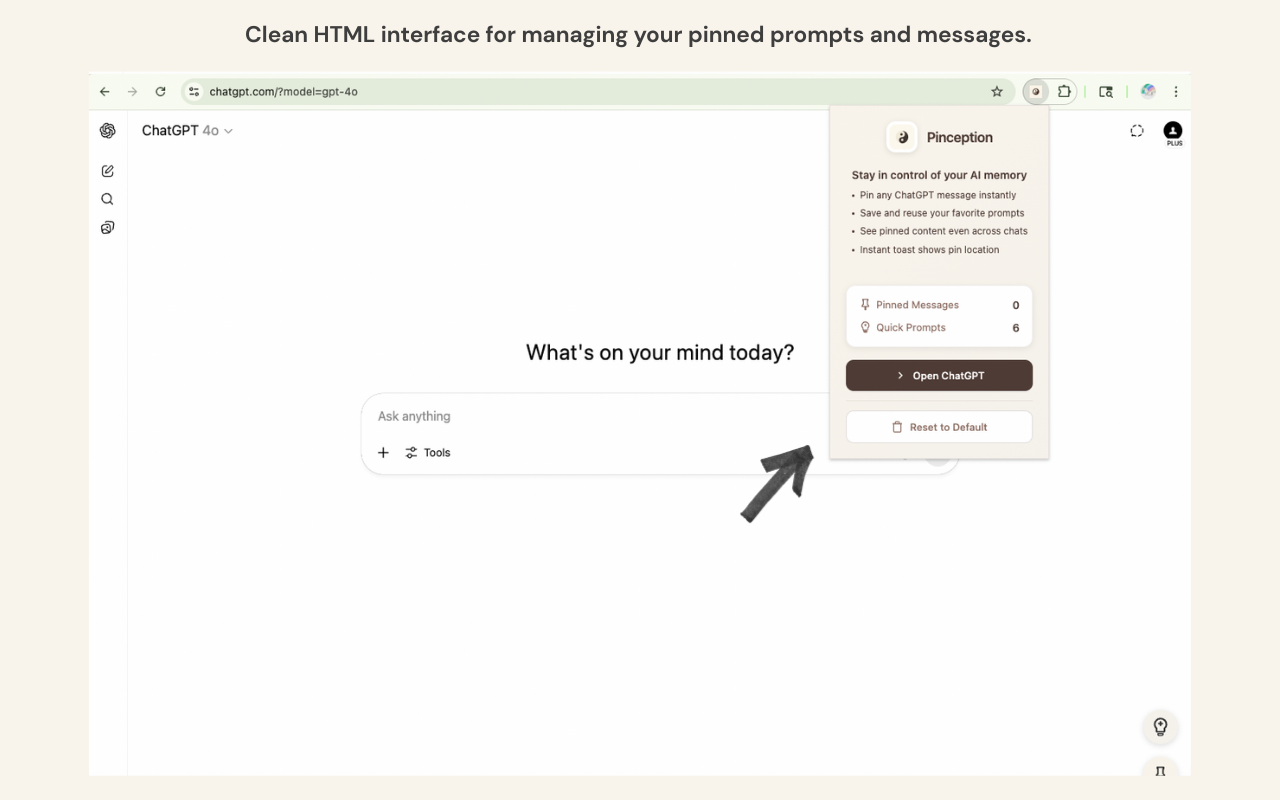 Clean HTML interface for managing your pinned prompts and messages.
chatgpt.com/?model=gpt-4o
ChatGPT 4o
PLUS
Pinception
Stay in control of your AI memory
• Pin any ChatGPT message instantly
• Save and reuse your favorite prompts
• See pinned content even across chats
• Instant toast shows pin location
Pinned Messages 0
Quick Prompts 6
Open ChatGPT
Reset to Default
What's on your mind today?
Ask anything
Tools